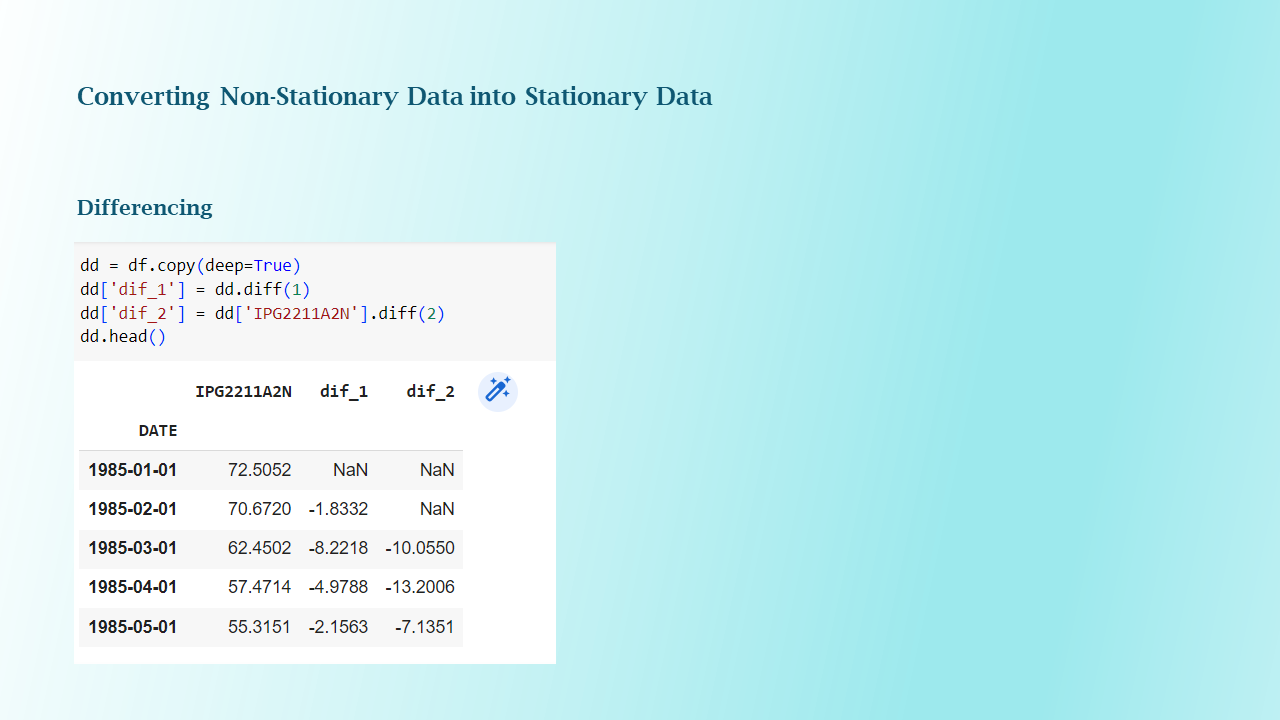 Converting Non-Stationary Data into Stationary Data
Differencing
dd = df.copy(deep=True)
dd['dif_1'] = dd.diff(1)
dd['dif_2'] = dd['IPG2211A2N'].diff(2)
dd.head()
IPG2211A2N dif_1 dif_2
DATE
1985-01-01 72.5052 NaN NaN
1985-02-01 70.6720 -1.8332 NaN
1985-03-01 62.4502 -8.2218 -10.0550
1985-04-01 57.4714 -4.9788 -13.2006
1985-05-01 55.3151 -2.1563 -7.1351